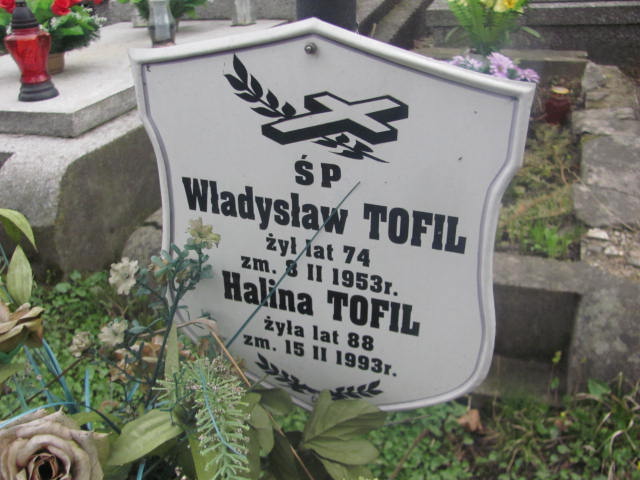 ŚP
Władysław TOFIL
żył lat 74
zm. 8 II 1953r.
Halina TOFIL
żyła lat 88
zm. 15 II 1993r.